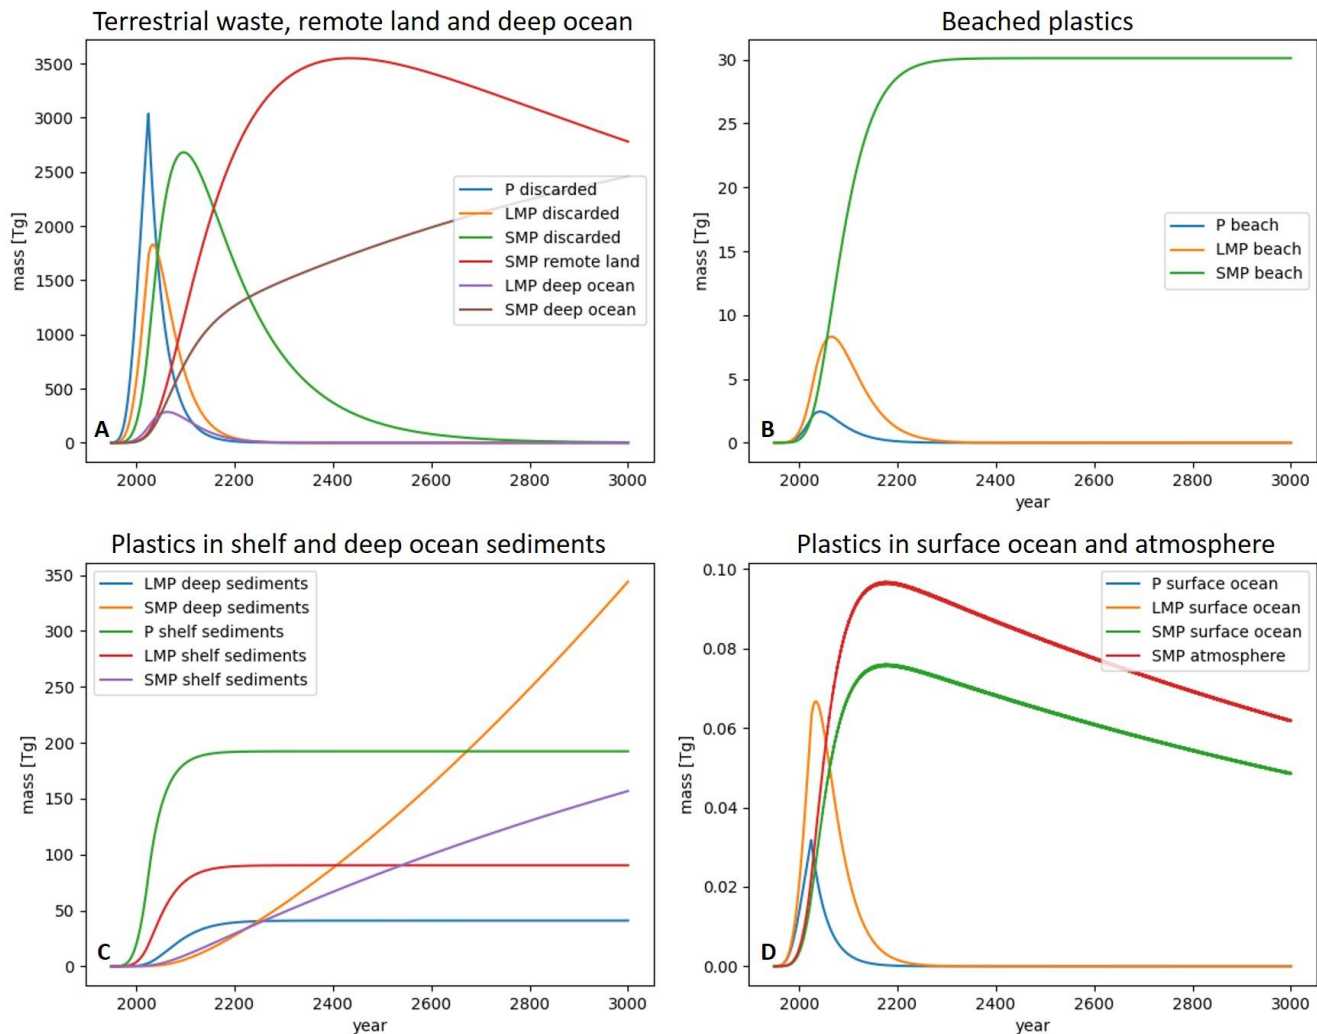 Terrestrial waste, remote land and deep ocean
3500
3000
2500
2000
1500
1000
500
0
mass [Tg]
P discarded
LMP discarded
SMP discarded
SMP remote land
LMP deep ocean
SMP deep ocean
A
2000 2200 2400 2600 2800 3000
Beached plastics
30
25
20
15
10
5
0
mass [Tg]
P beach
LMP beach
SMP beach
B
2000 2200 2400 2600 2800 3000
year
Plastics in shelf and deep ocean sediments
350
300
250
200
150
100
50
0
mass [Tg]
LMP deep sediments
SMP deep sediments
P shelf sediments
LMP shelf sediments
SMP shelf sediments
C
2000 2200 2400 2600 2800 3000
year
Plastics in surface ocean and atmosphere
0.10
0.08
0.06
0.04
0.02
0.00
mass [Tg]
P surface ocean
LMP surface ocean
SMP surface ocean
SMP atmosphere
D
2000 2200 2400 2600 2800 3000
year